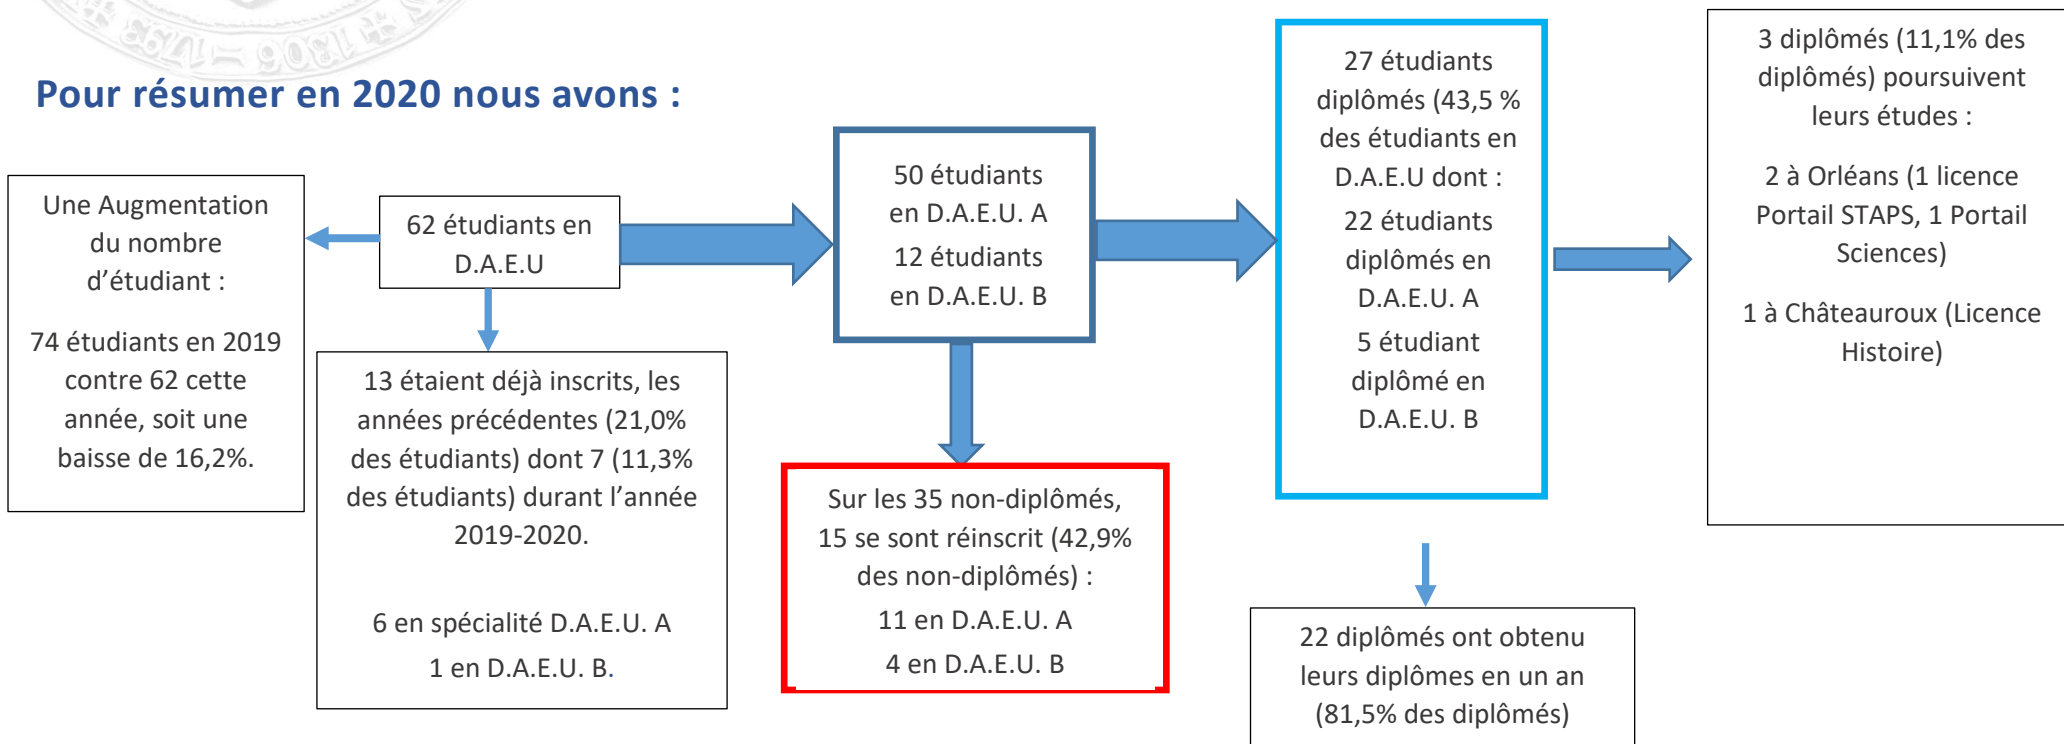 Pour résumer en 2020 nous avons :
Une Augmentation
du nombre
d’étudiant :
74 étudiants en 2019
contre 62 cette
année, soit une
baisse de 16,2%.
62 étudiants en
D.A.E.U
13 étaient déjà inscrits, les
années précédentes (21,0%
des étudiants) dont 7 (11,3%
des étudiants) durant l’année
2019-2020.
6 en spécialité D.A.E.U. A
1 en D.A.E.U. B.
50 étudiants
en D.A.E.U. A
12 étudiants
en D.A.E.U. B
Sur les 35 non-diplômés,
15 se sont réinscrit (42,9%
des non-diplômés) :
11 en D.A.E.U. A
4 en D.A.E.U. B
27 étudiants
diplômés (43,5 %
des étudiants en
D.A.E.U dont :
22 étudiants
diplômés en
D.A.E.U. A
5 étudiant
diplômé en
D.A.E.U. B
22 diplômés ont obtenu
leurs diplômes en un an
(81,5% des diplômés)
3 diplômés (11,1% des
diplômés) poursuivent
leurs études :
2 à Orléans (1 licence
Portail STAPS, 1 Portail
Sciences)
1 à Châteauroux (Licence
Histoire)